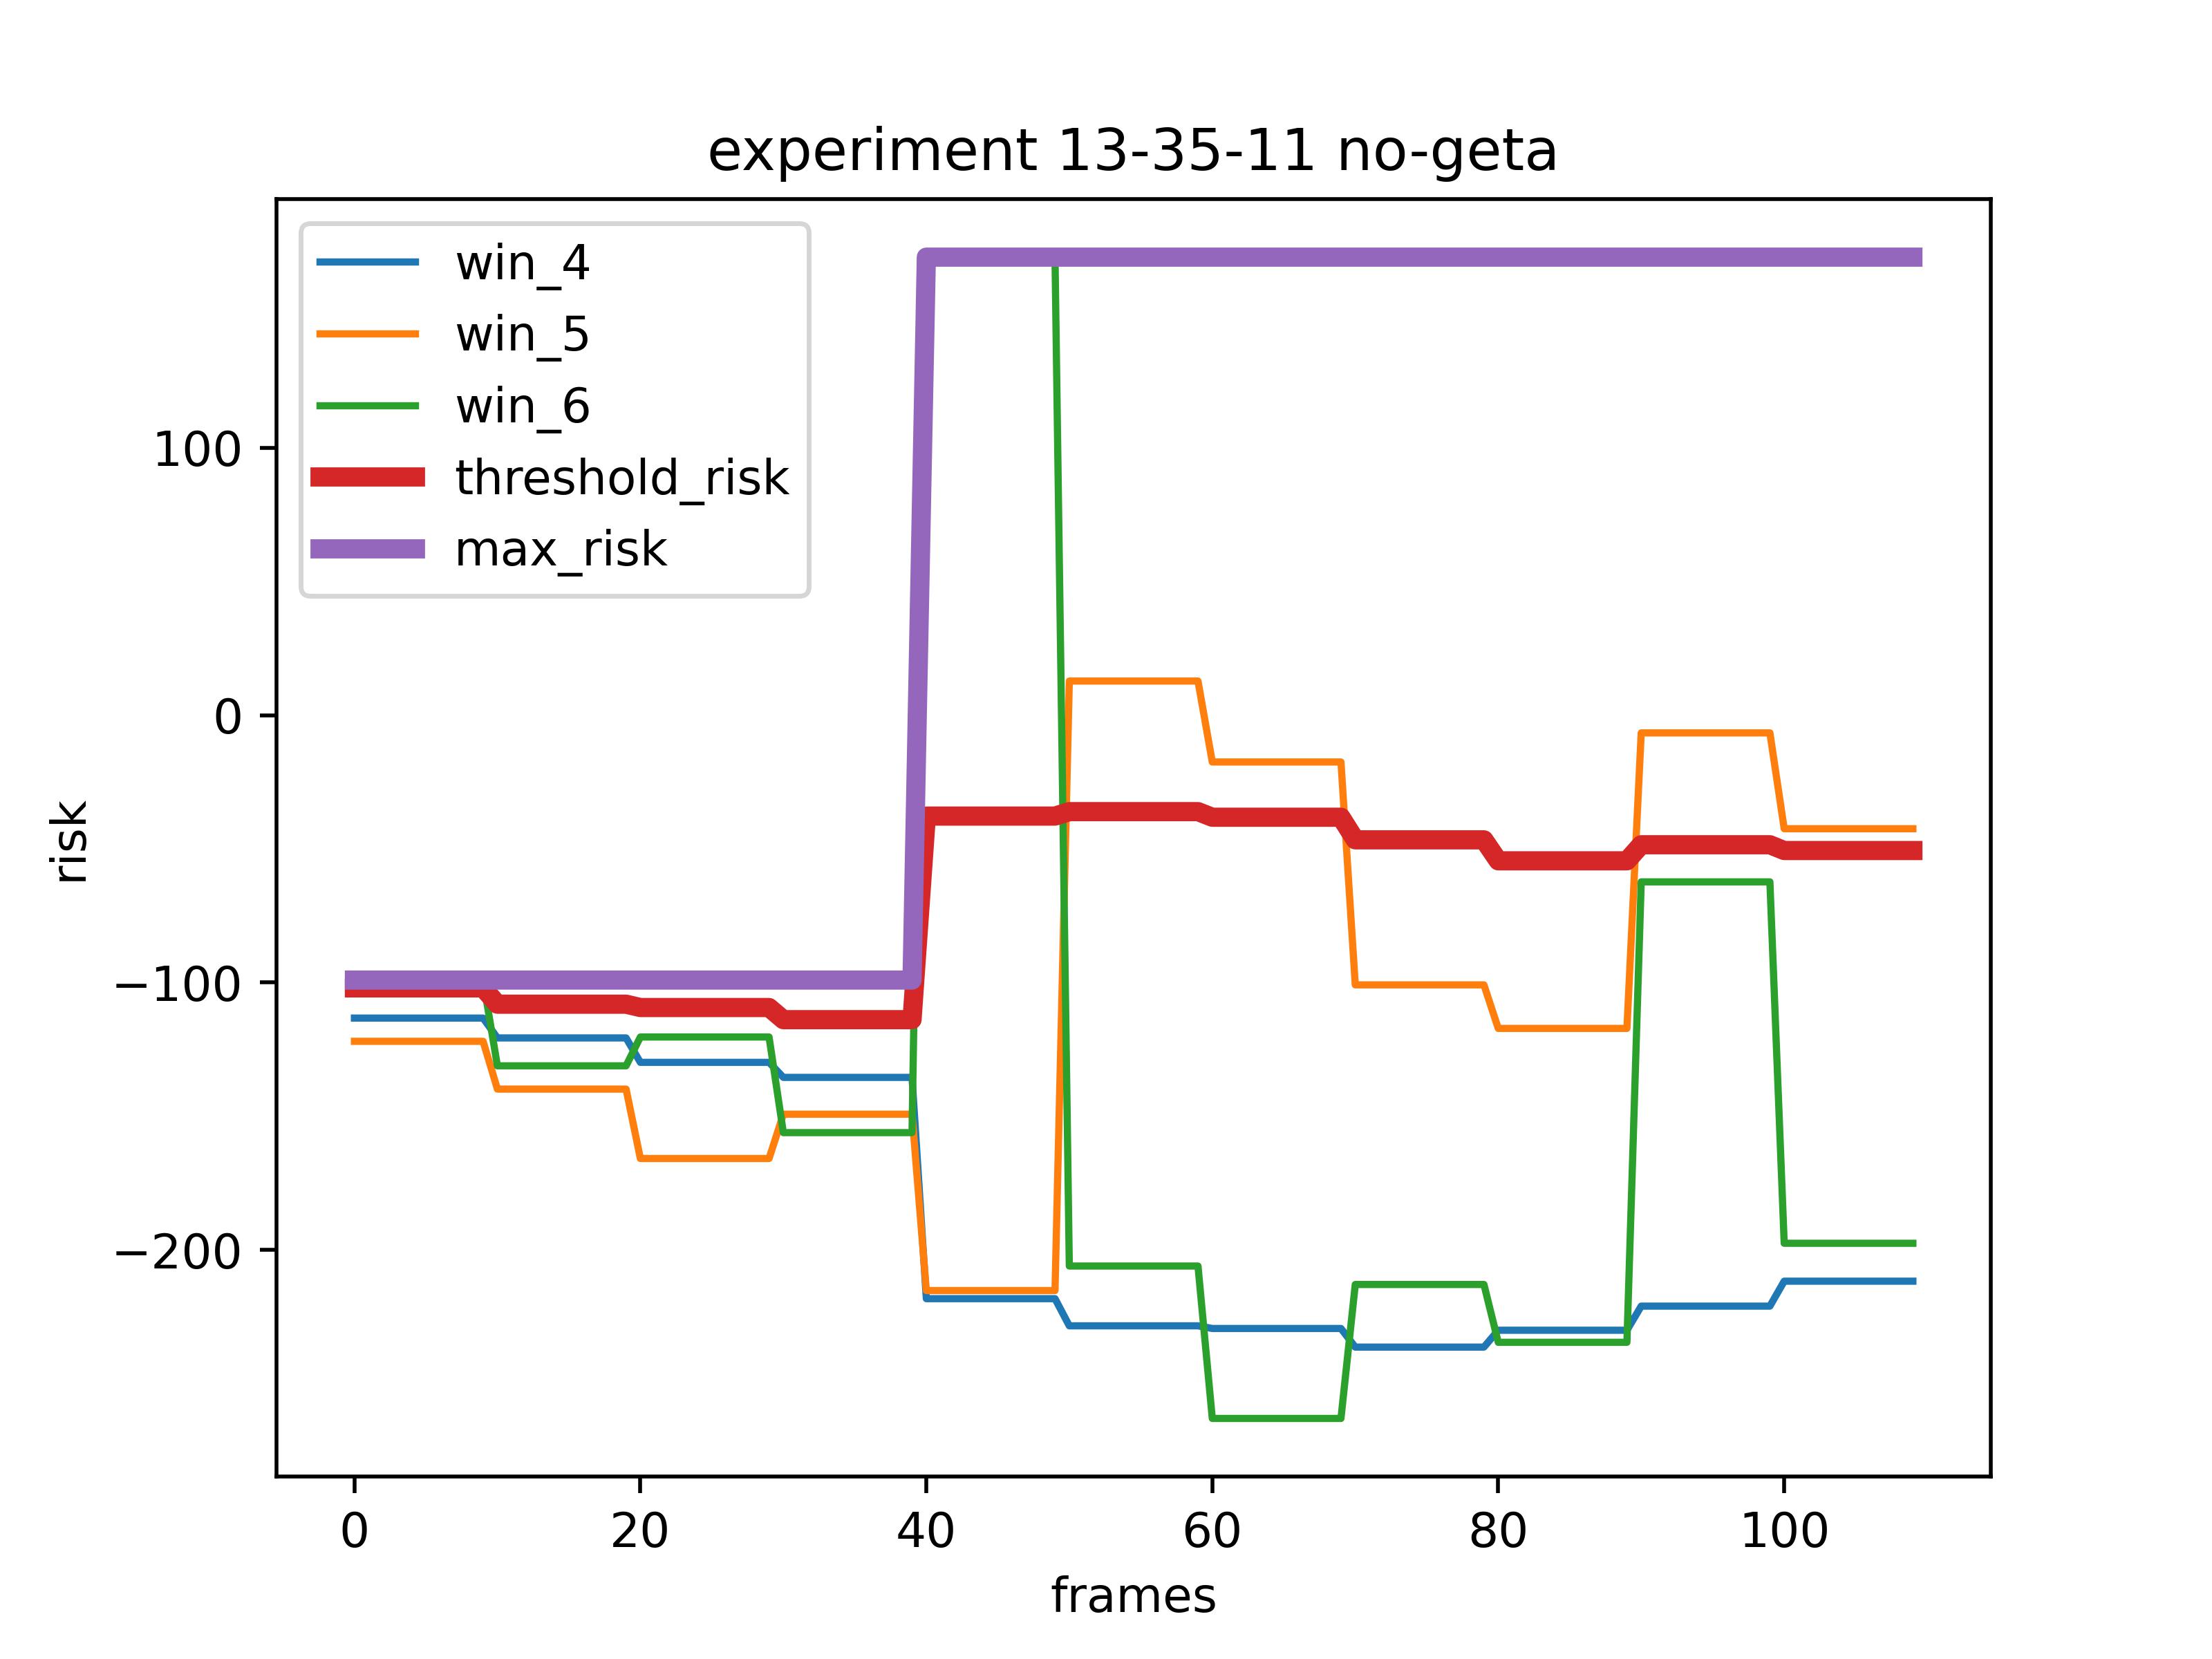 experiment 13-35-11 no-geta
win_4
win_5
win_6
threshold_risk
max_risk
100
0
−100
−200
risk
0 20 40 60 80 100
frames